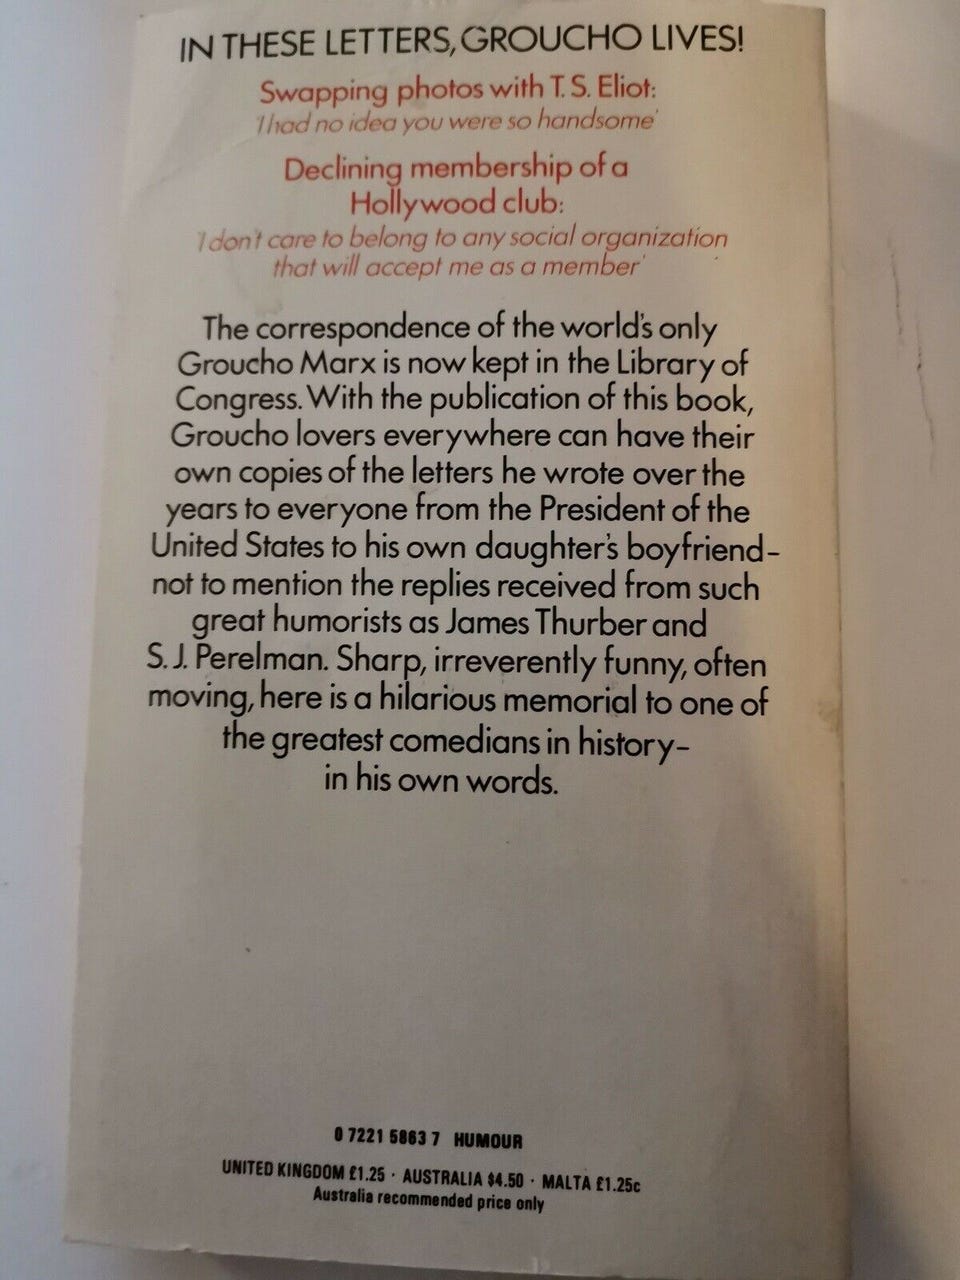 IN THESE LETTERS, GROUCHO LIVES!
Swapping photos with T. S. Eliot:
'I had no idea you were so handsome'
Declining membership of a
Hollywood club:
'I don't care to belong to any social organization
that will accept me as a member'
The correspondence of the world's only
Groucho Marx is now kept in the Library of
Congress. With the publication of this book,
Groucho lovers everywhere can have their
own copies of the letters he wrote over the
years to everyone from the President of the
United States to his own daughter's boyfriend–
not to mention the replies received from such
great humorists as James Thurber and
S. J. Perelman. Sharp, irreverently funny, often
moving, here is a hilarious memorial to one of
the greatest comedians in history–
in his own words.
0 7221 5863 7 HUMOUR
UNITED KINGDOM £1.25 · AUSTRALIA $4.50 · MALTA £1.25c
Australia recommended price only